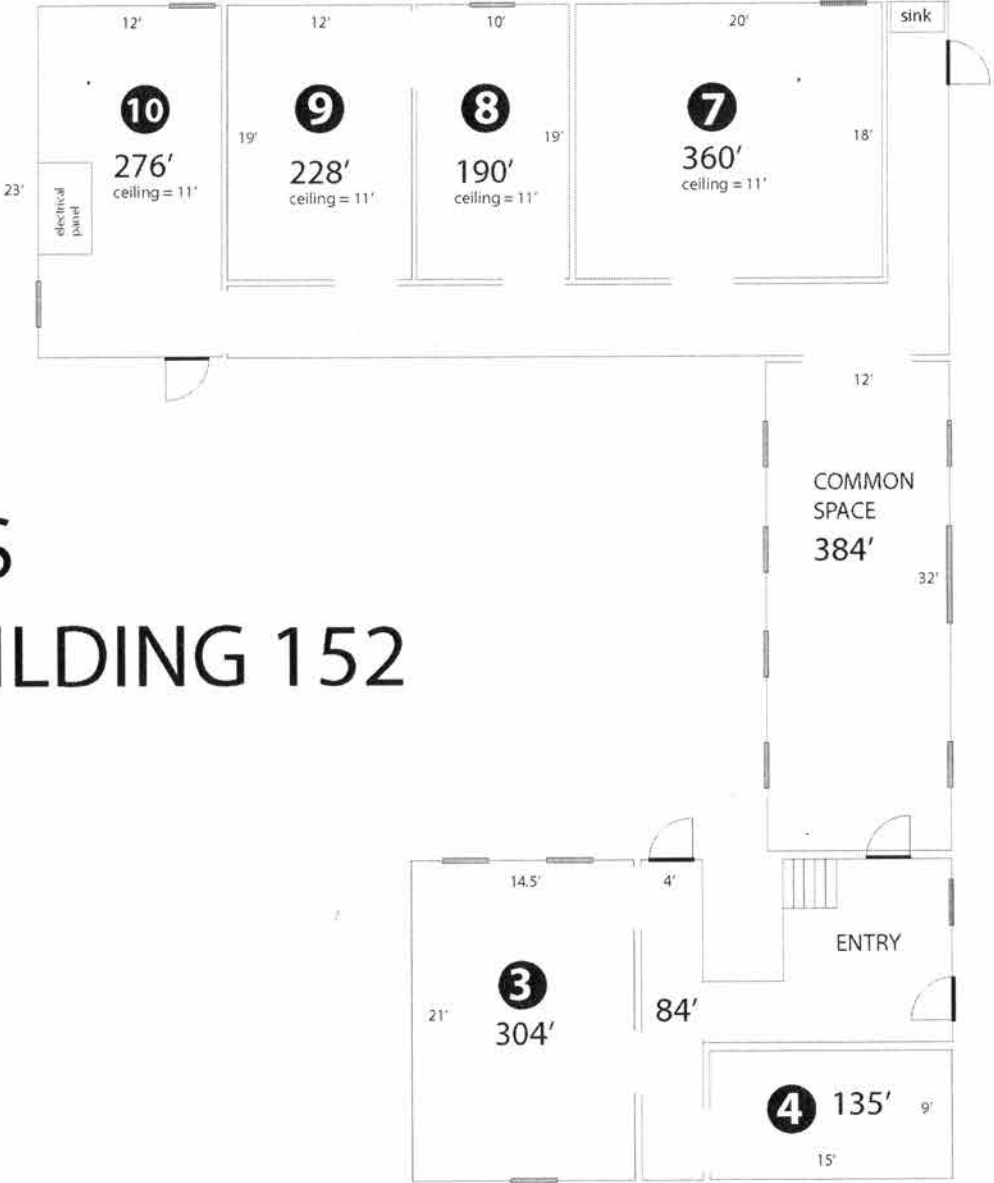 12'
12'
10'
20'
sink
10
9
8
7
19'
19'
18'
276'
ceiling = 11'
228'
ceiling = 11'
190'
ceiling = 11'
360'
ceiling = 11'
23'
electrical
panel
12'
COMMON
SPACE
384'
32'
S
ILDING 152
14.5'
4'
ENTRY
3
304'
21'
84'
4
135'
9'
15'